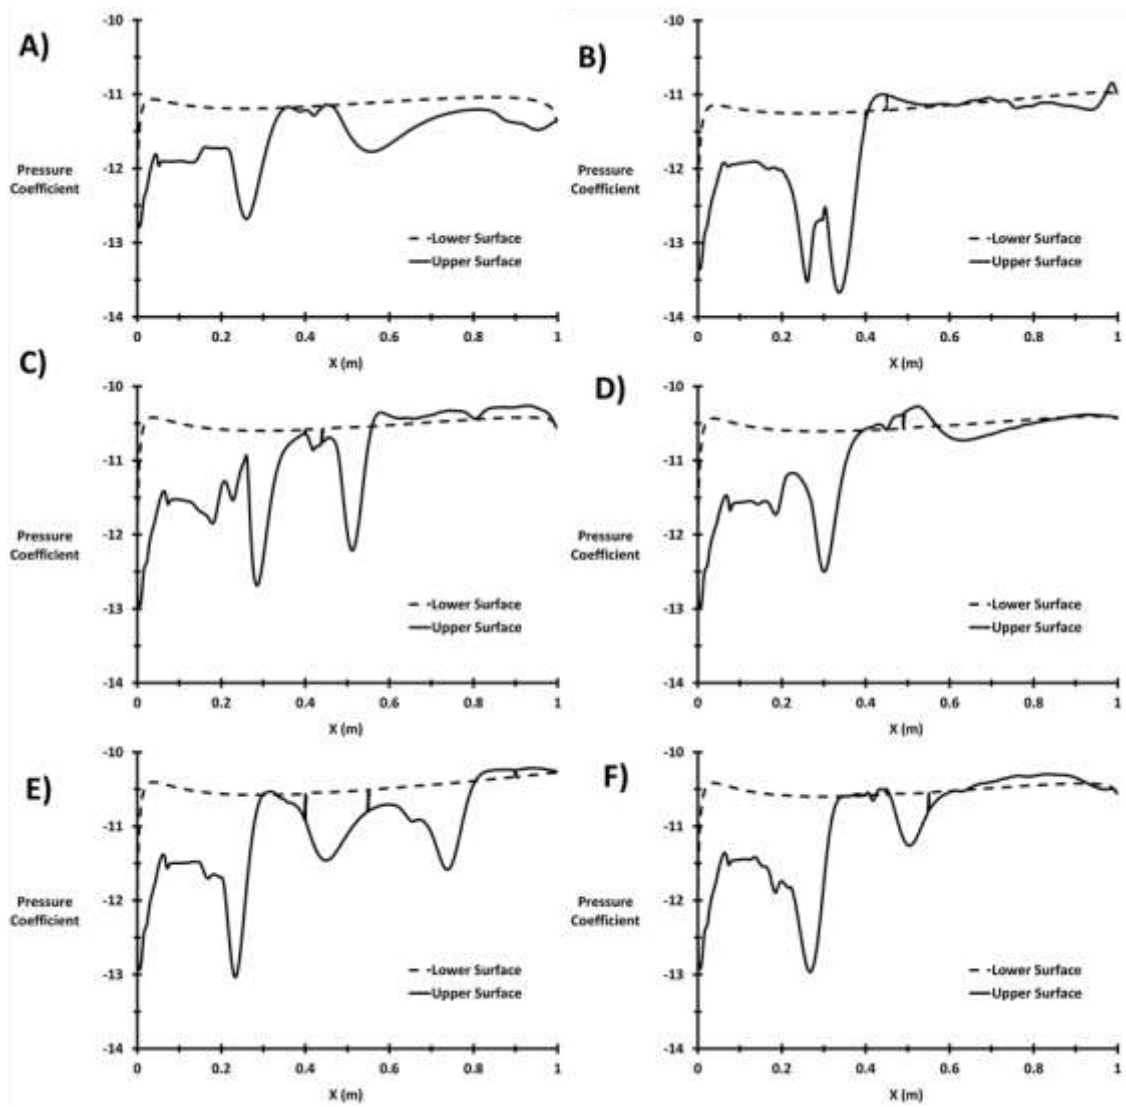 A)
-10
-11
-12
-13
-14
Pressure
Coefficient
- -Lower Surface
Upper Surface
0
0.2
0.4
0.6
0.8
1
X (m)
B)
-10
-11
-12
-13
-14
Pressure
Coefficient
- -Lower Surface
Upper Surface
0
0.2
0.4
0.6
0.8
1
X (m)
C)
-10
-11
-12
-13
-14
Pressure
Coefficient
- -Lower Surface
Upper Surface
0
0.2
0.4
0.6
0.8
1
X (m)
D)
-10
-11
-12
-13
-14
Pressure
Coefficient
- -Lower Surface
Upper Surface
0
0.2
0.4
0.6
0.8
1
X (m)
E)
-10
-11
-12
-13
-14
Pressure
Coefficient
- -Lower Surface
Upper Surface
0
0.2
0.4
0.6
0.8
1
X (m)
F)
-10
-11
-12
-13
-14
Pressure
Coefficient
- -Lower Surface
Upper Surface
0
0.2
0.4
0.6
0.8
1
X (m)